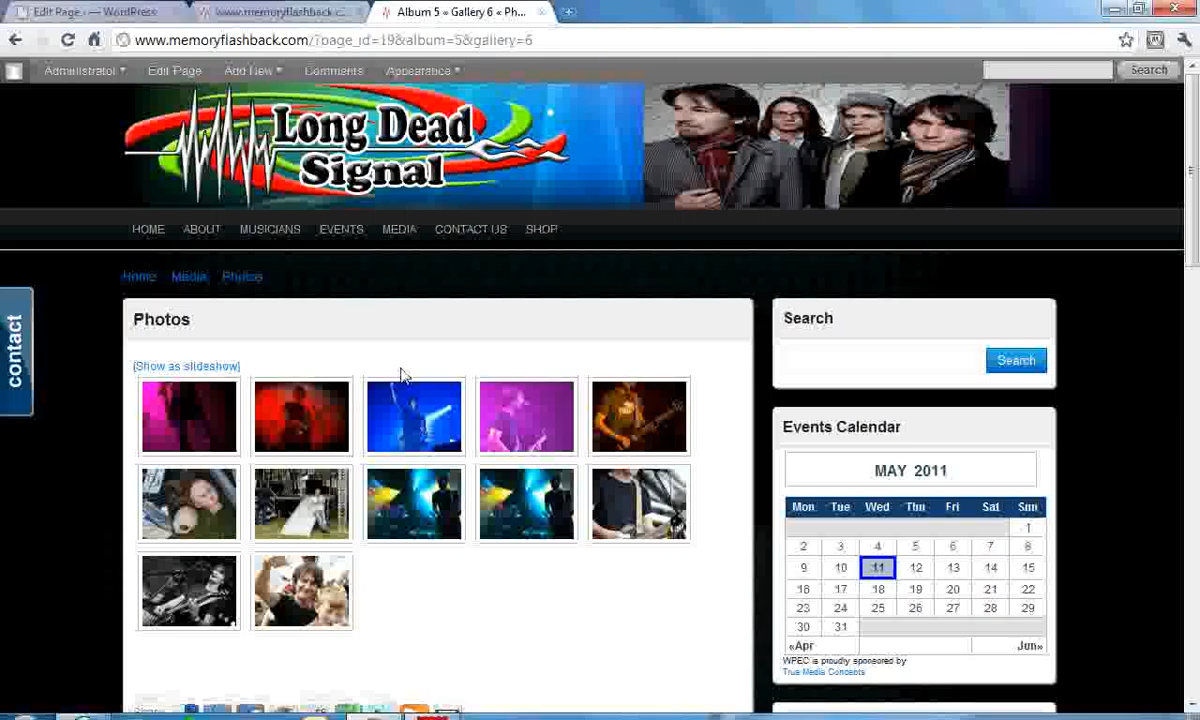 Edit Page ‹ — WordPress
www.memoryflashback.c...
Album 5 « Gallery 6 « Ph...
www.memoryflashback.com/?page_id=19&album=5&gallery=6
Administrator Edit Page Add New Comments Appearance Search
Long Dead
Signal
HOME ABOUT MUSICIANS EVENTS MEDIA CONTACT US SHOP
Home Media Photos
contact
Photos
[Show as slideshow]
Search
Search
Events Calendar
MAY 2011
Mon Tue Wed Thu Fri Sat Sun
1
2 3 4 5 6 7 8
9 10 11 12 13 14 15
16 17 18 19 20 21 22
23 24 25 26 27 28 29
30 31
«Apr Jun»
WPEC is proudly sponsored by
True Media Concepts